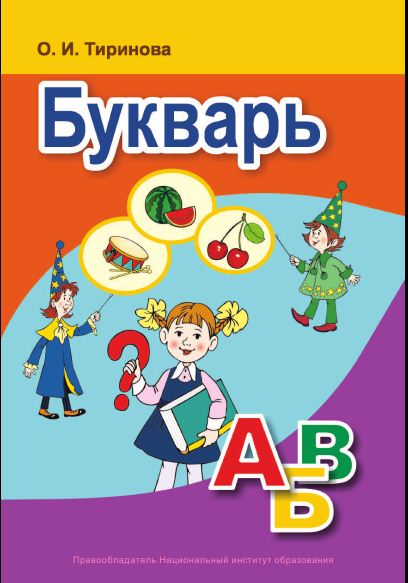 О. И. Тиринова
Букварь
?
А В
Б
Правообладатель Национальный институт образования